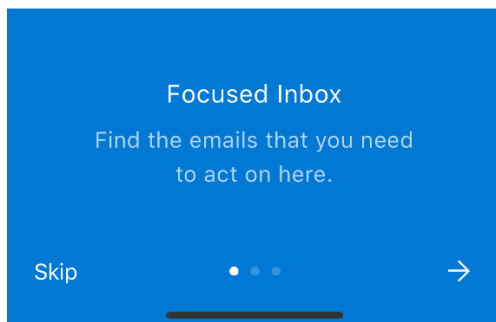 Focused Inbox
Find the emails that you need
to act on here.
Skip